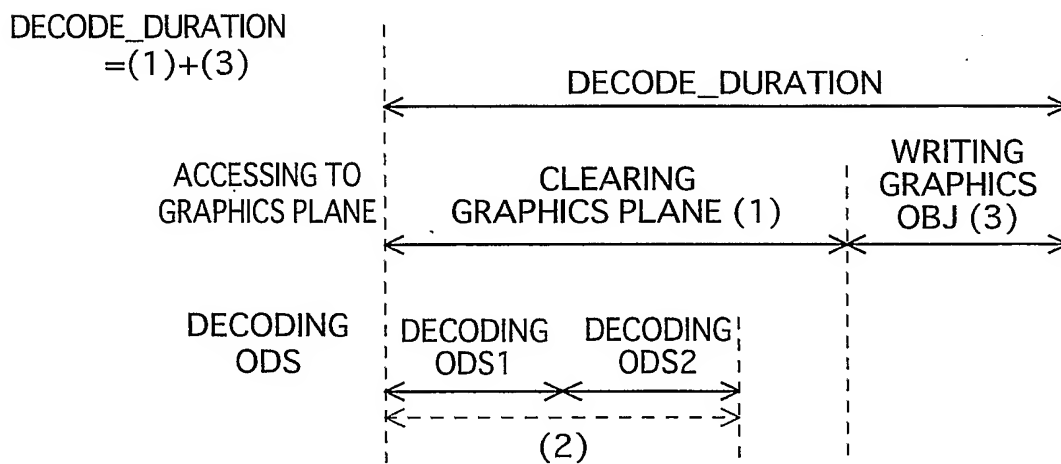 DECODE_DURATION
=(1)+(3)
DECODE_DURATION
ACCESSING TO
GRAPHICS PLANE
CLEARING
GRAPHICS PLANE (1)
WRITING
GRAPHICS
OBJ (3)
DECODING
ODS
DECODING
ODS1
DECODING
ODS2
(2)